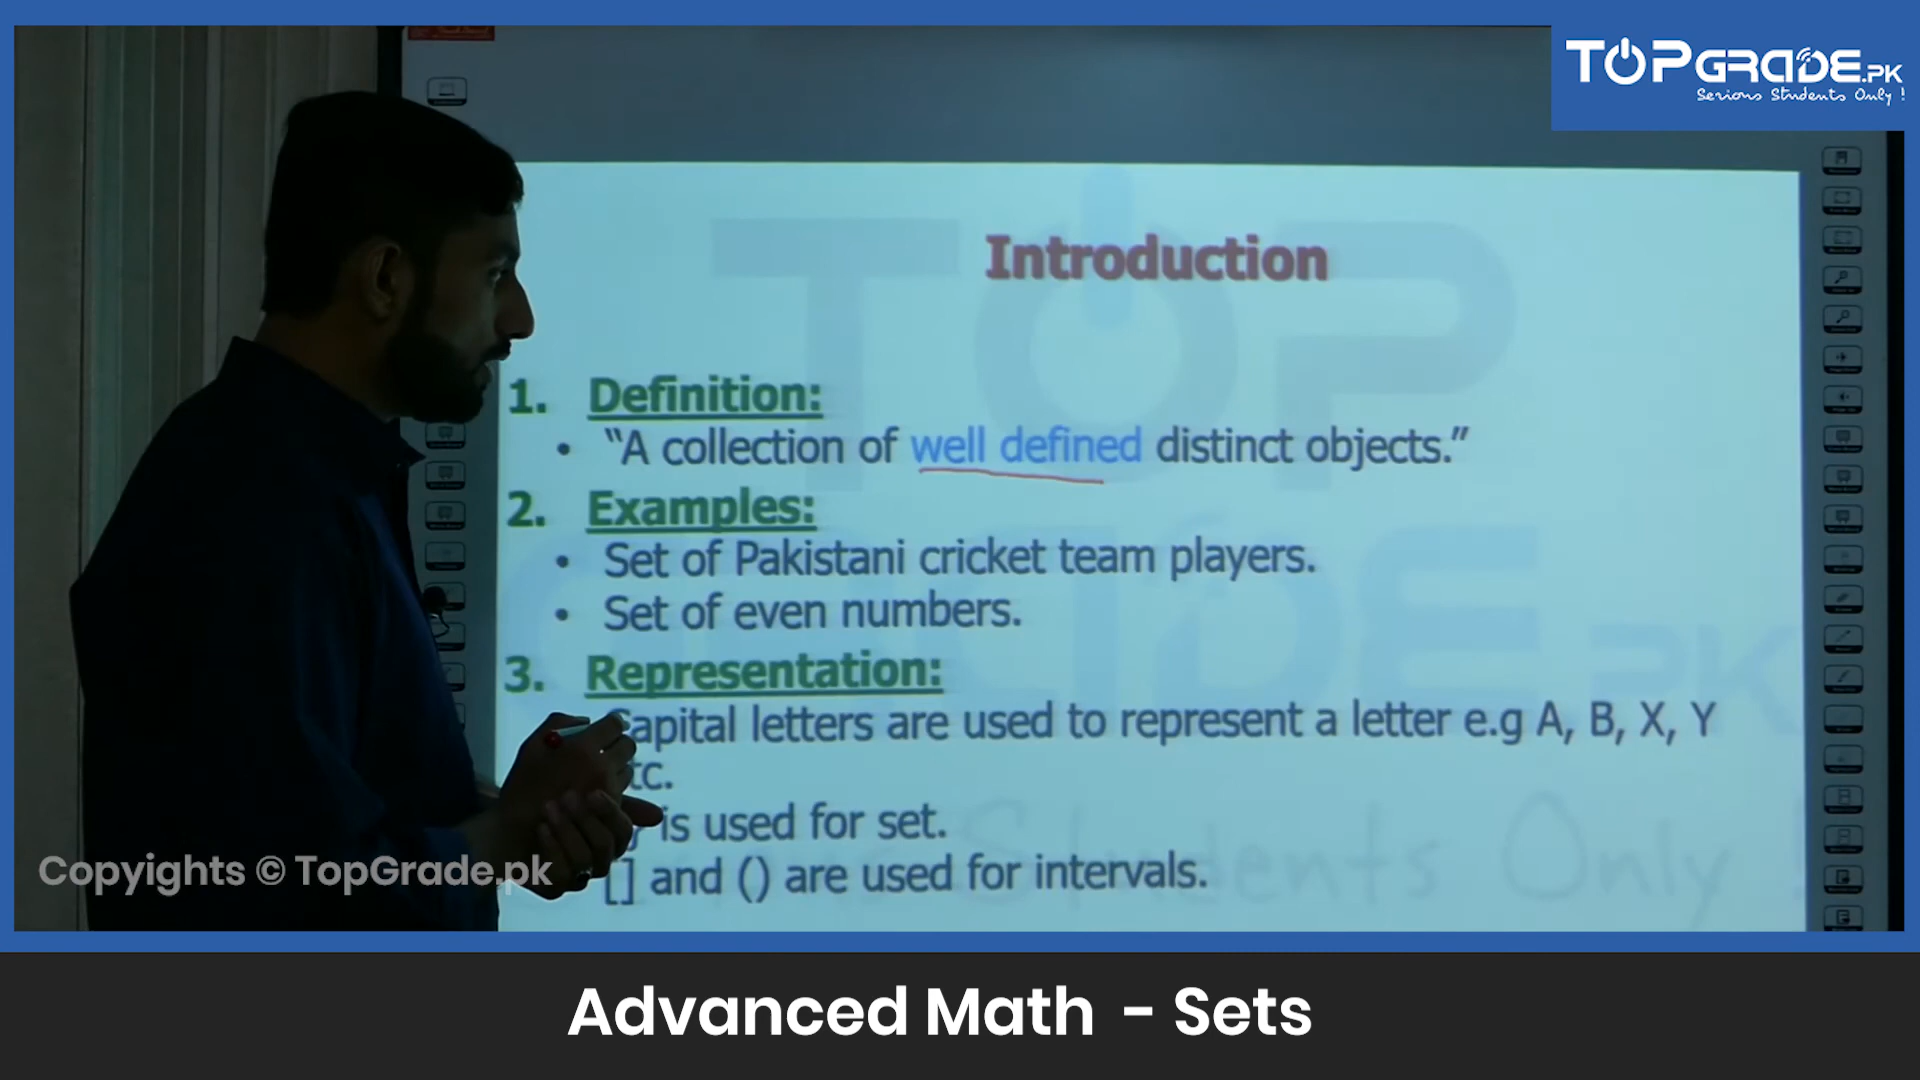 TOPGRADE.PK
Serious Students Only !
Introduction
1. Definition:
• “A collection of well defined distinct objects.”
2. Examples:
• Set of Pakistani cricket team players.
• Set of even numbers.
3. Representation:
Capital letters are used to represent a letter e.g A, B, X, Y
tc.
} is used for set.
[] and () are used for intervals.
Copyights © TopGrade.pk
Advanced Math - Sets